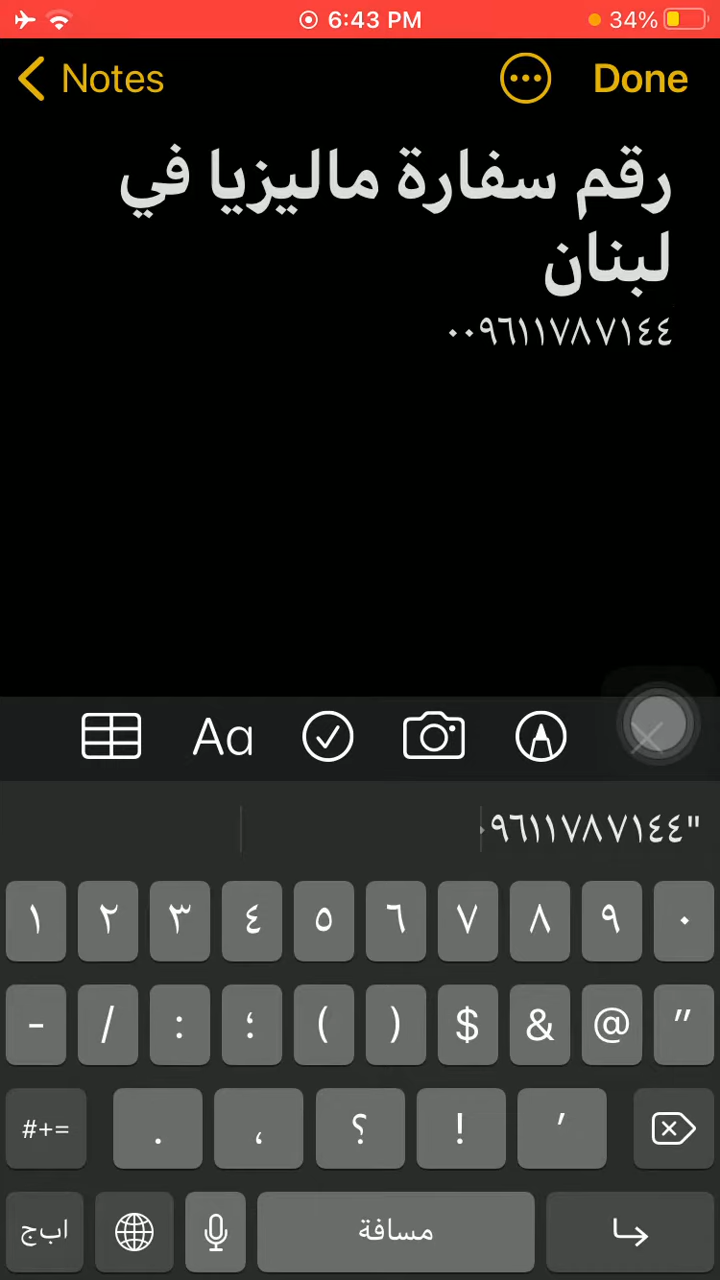 6:43 PM
34%
Notes
Done
رقم سفارة ماليزيا في
لبنان
٠٠٩٦١١٧٨٧١٤٤
Aa
٩٦١١٧٨٧١٤٤"
١ ٢ ٣ ٤ ٥ ٦ ٧ ٨ ٩ ٠
- / : ؛ ( ) $ & @ "
#+= . ، ؟ ! '
اب‌ج مسافة